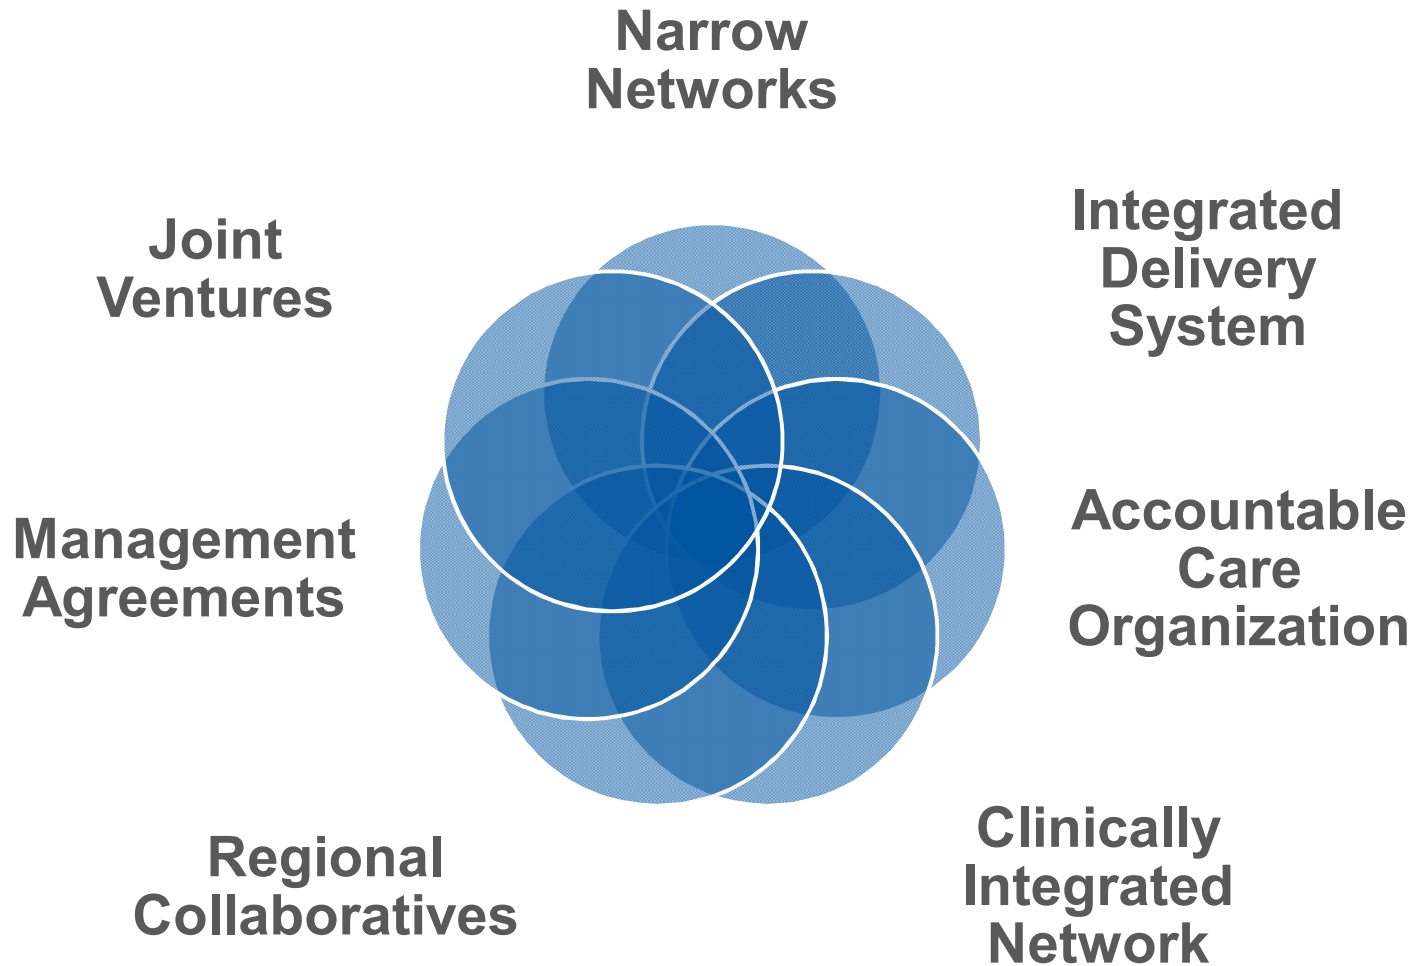 Narrow
Networks
Integrated
Delivery
System
Joint
Ventures
Accountable
Care
Organization
Management
Agreements
Clinically
Integrated
Network
Regional
Collaboratives